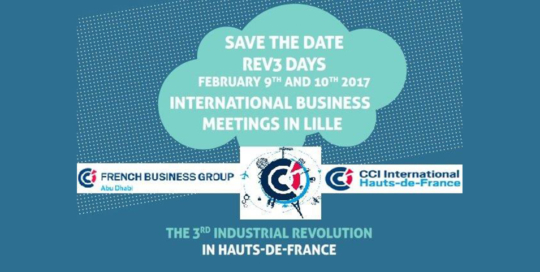 SAVE THE DATE
REV3 DAYS
FEBRUARY 9TH AND 10TH 2017
INTERNATIONAL BUSINESS
MEETINGS IN LILLE
FRENCH BUSINESS GROUP
Abu Dhabi
CCI International
Hauts-de-France
THE 3RD INDUSTRIAL REVOLUTION
IN HAUTS-DE-FRANCE